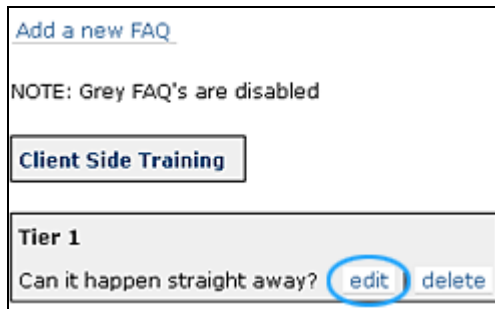 Add a new FAQ
NOTE: Grey FAQ's are disabled
Client Side Training
Tier 1
Can it happen straight away? edit | delete